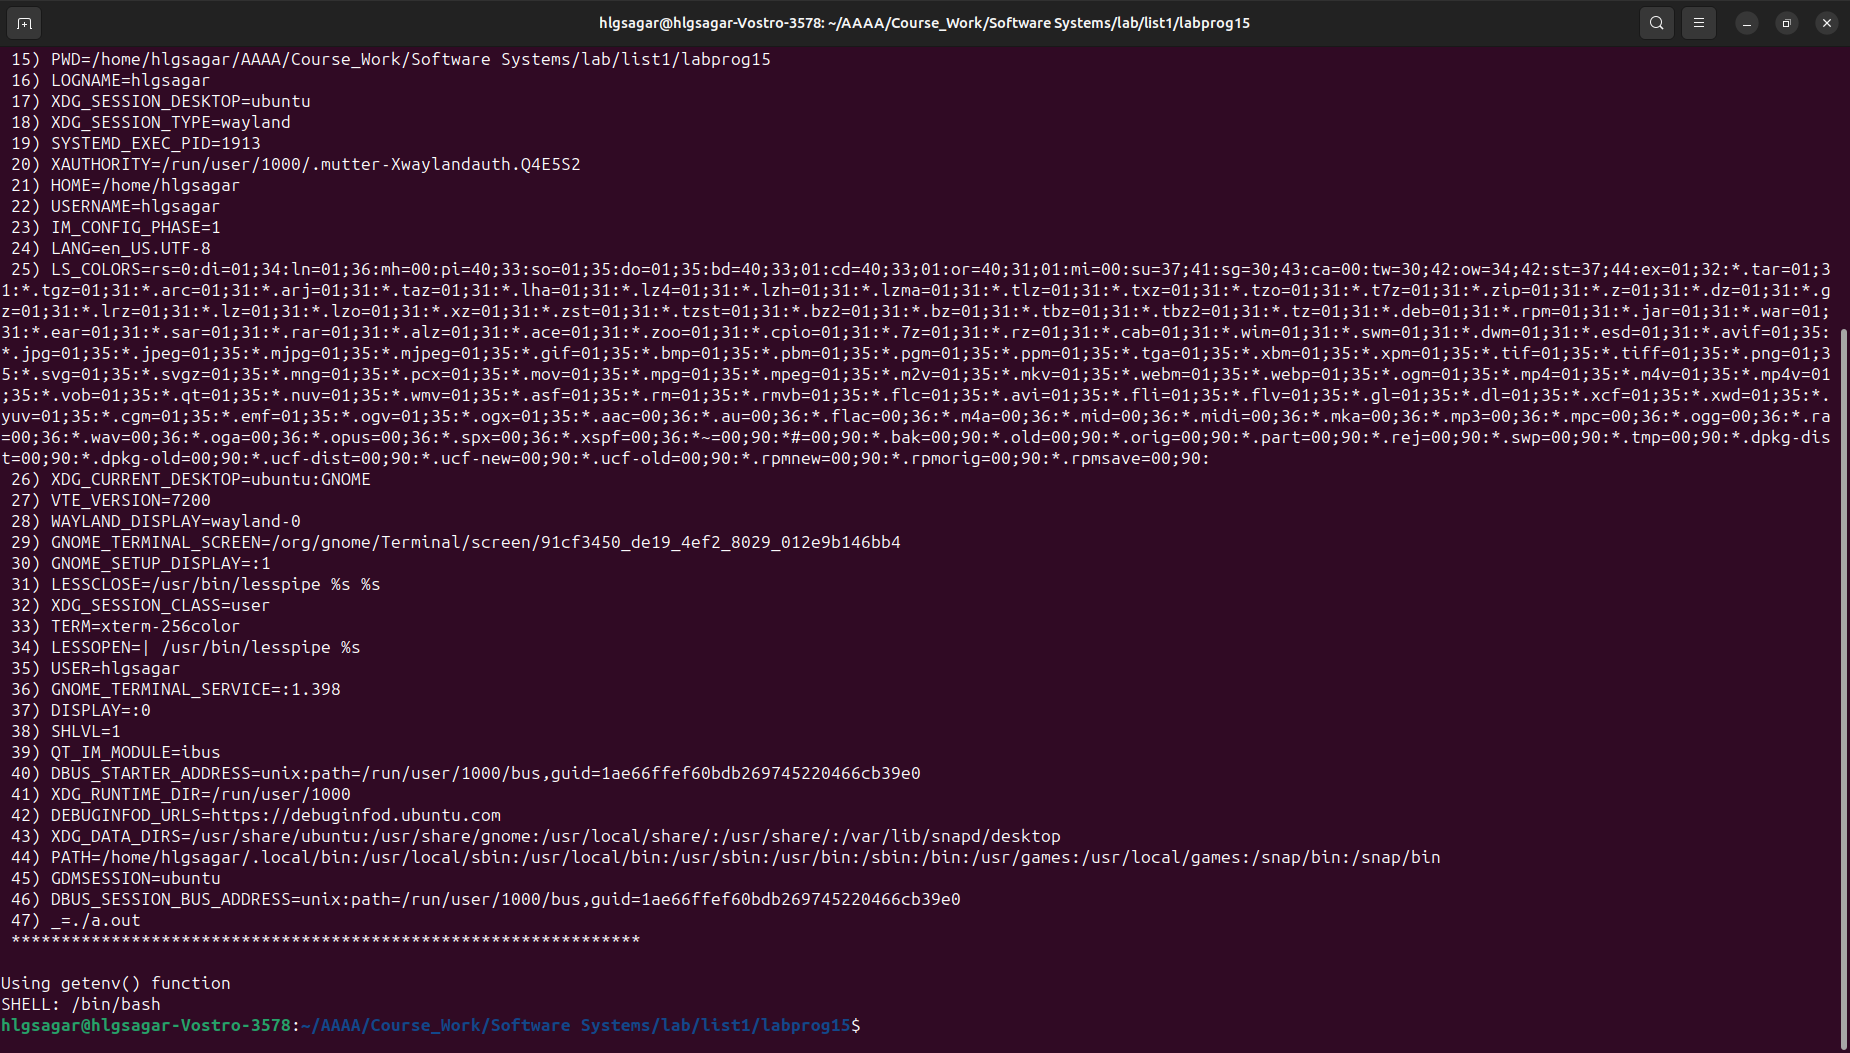 hlgsagar@hlgsagar-Vostro-3578: ~/AAAA/Course_Work/Software Systems/lab/list1/labprog15
15) PWD=/home/hlgsagar/AAAA/Course_Work/Software Systems/lab/list1/labprog15
16) LOGNAME=hlgsagar
17) XDG_SESSION_DESKTOP=ubuntu
18) XDG_SESSION_TYPE=wayland
19) SYSTEMD_EXEC_PID=1913
20) XAUTHORITY=/run/user/1000/.mutter-Xwaylandauth.Q4E5S2
21) HOME=/home/hlgsagar
22) USERNAME=hlgsagar
23) IM_CONFIG_PHASE=1
24) LANG=en_US.UTF-8
25) LS_COLORS=rs=0:di=01;34:ln=01;36:mh=00:pi=40;33:so=01;35:do=01;35:bd=40;33;01:cd=40;33;01:or=40;31;01:mi=00:su=37;41:sg=30;43:ca=00:tw=30;42:ow=34;42:st=37;44:ex=01;32:*.tar=01;3
1:*.tgz=01;31:*.arc=01;31:*.arj=01;31:*.taz=01;31:*.lha=01;31:*.lz4=01;31:*.lzh=01;31:*.lzma=01;31:*.tlz=01;31:*.txz=01;31:*.tzo=01;31:*.t7z=01;31:*.zip=01;31:*.z=01;31:*.dz=01;31:*.g
z=01;31:*.lrz=01;31:*.lz=01;31:*.lzo=01;31:*.xz=01;31:*.zst=01;31:*.tzst=01;31:*.bz2=01;31:*.bz=01;31:*.tbz=01;31:*.tbz2=01;31:*.tz=01;31:*.deb=01;31:*.rpm=01;31:*.jar=01;31:*.war=01;
31:*.ear=01;31:*.sar=01;31:*.rar=01;31:*.alz=01;31:*.ace=01;31:*.zoo=01;31:*.cpio=01;31:*.7z=01;31:*.rz=01;31:*.cab=01;31:*.wim=01;31:*.swm=01;31:*.dwm=01;31:*.esd=01;31:*.avif=01;35:
*.jpg=01;35:*.jpeg=01;35:*.mjpg=01;35:*.mjpeg=01;35:*.gif=01;35:*.bmp=01;35:*.pbm=01;35:*.pgm=01;35:*.ppm=01;35:*.tga=01;35:*.xbm=01;35:*.xpm=01;35:*.tif=01;35:*.tiff=01;35:*.png=01;3
5:*.svg=01;35:*.svgz=01;35:*.mng=01;35:*.pcx=01;35:*.mov=01;35:*.mpg=01;35:*.mpeg=01;35:*.m2v=01;35:*.mkv=01;35:*.webm=01;35:*.webp=01;35:*.ogm=01;35:*.mp4=01;35:*.m4v=01;35:*.mp4v=01
;35:*.vob=01;35:*.qt=01;35:*.nuv=01;35:*.wmv=01;35:*.asf=01;35:*.rm=01;35:*.rmvb=01;35:*.flc=01;35:*.avi=01;35:*.fli=01;35:*.flv=01;35:*.gl=01;35:*.dl=01;35:*.xcf=01;35:*.xwd=01;35:*.
yuv=01;35:*.cgm=01;35:*.emf=01;35:*.ogv=01;35:*.ogx=01;35:*.aac=00;36:*.au=00;36:*.flac=00;36:*.m4a=00;36:*.mid=00;36:*.midi=00;36:*.mka=00;36:*.mp3=00;36:*.mpc=00;36:*.ogg=00;36:*.ra
=00;36:*.wav=00;36:*.oga=00;36:*.opus=00;36:*.spx=00;36:*.xspf=00;36:*~=00;90:*#=00;90:*.bak=00;90:*.old=00;90:*.orig=00;90:*.part=00;90:*.rej=00;90:*.swp=00;90:*.tmp=00;90:*.dpkg-dis
t=00;90:*.dpkg-old=00;90:*.ucf-dist=00;90:*.ucf-new=00;90:*.ucf-old=00;90:*.rpmnew=00;90:*.rpmorig=00;90:*.rpmsave=00;90:
26) XDG_CURRENT_DESKTOP=ubuntu:GNOME
27) VTE_VERSION=7200
28) WAYLAND_DISPLAY=wayland-0
29) GNOME_TERMINAL_SCREEN=/org/gnome/Terminal/screen/91cf3450_de19_4ef2_8029_012e9b146bb4
30) GNOME_SETUP_DISPLAY=:1
31) LESSCLOSE=/usr/bin/lesspipe %s %s
32) XDG_SESSION_CLASS=user
33) TERM=xterm-256color
34) LESSOPEN=| /usr/bin/lesspipe %s
35) USER=hlgsagar
36) GNOME_TERMINAL_SERVICE=:1.398
37) DISPLAY=:0
38) SHLVL=1
39) QT_IM_MODULE=ibus
40) DBUS_STARTER_ADDRESS=unix:path=/run/user/1000/bus,guid=1ae66ffef60bdb269745220466cb39e0
41) XDG_RUNTIME_DIR=/run/user/1000
42) DEBUGINFOD_URLS=https://debuginfod.ubuntu.com
43) XDG_DATA_DIRS=/usr/share/ubuntu:/usr/share/gnome:/usr/local/share/:/usr/share/:/var/lib/snapd/desktop
44) PATH=/home/hlgsagar/.local/bin:/usr/local/sbin:/usr/local/bin:/usr/sbin:/usr/bin:/sbin:/bin:/usr/games:/usr/local/games:/snap/bin:/snap/bin
45) GDMSESSION=ubuntu
46) DBUS_SESSION_BUS_ADDRESS=unix:path=/run/user/1000/bus,guid=1ae66ffef60bdb269745220466cb39e0
47) _=./a.out
***************************************************************
Using getenv() function
SHELL: /bin/bash
hlgsagar@hlgsagar-Vostro-3578:~/AAAA/Course_Work/Software Systems/lab/list1/labprog15$